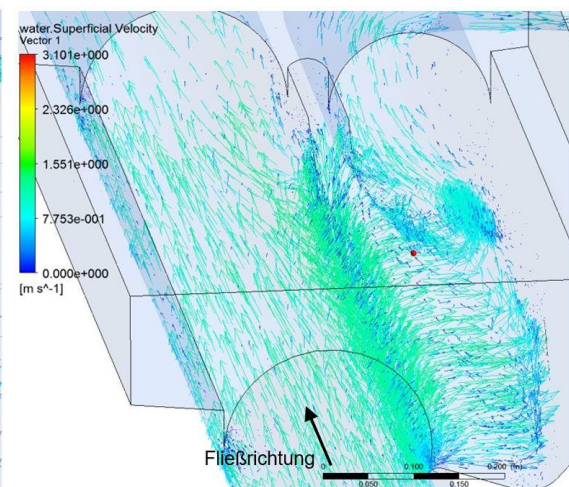 water.Superficial Velocity
Vector 1
3.101e+000
2.326e+000
1.551e+000
7.753e-001
0.000e+000
[m s^-1]
Fließrichtung
0 0.100 0.200 (m)
0.050 0.150